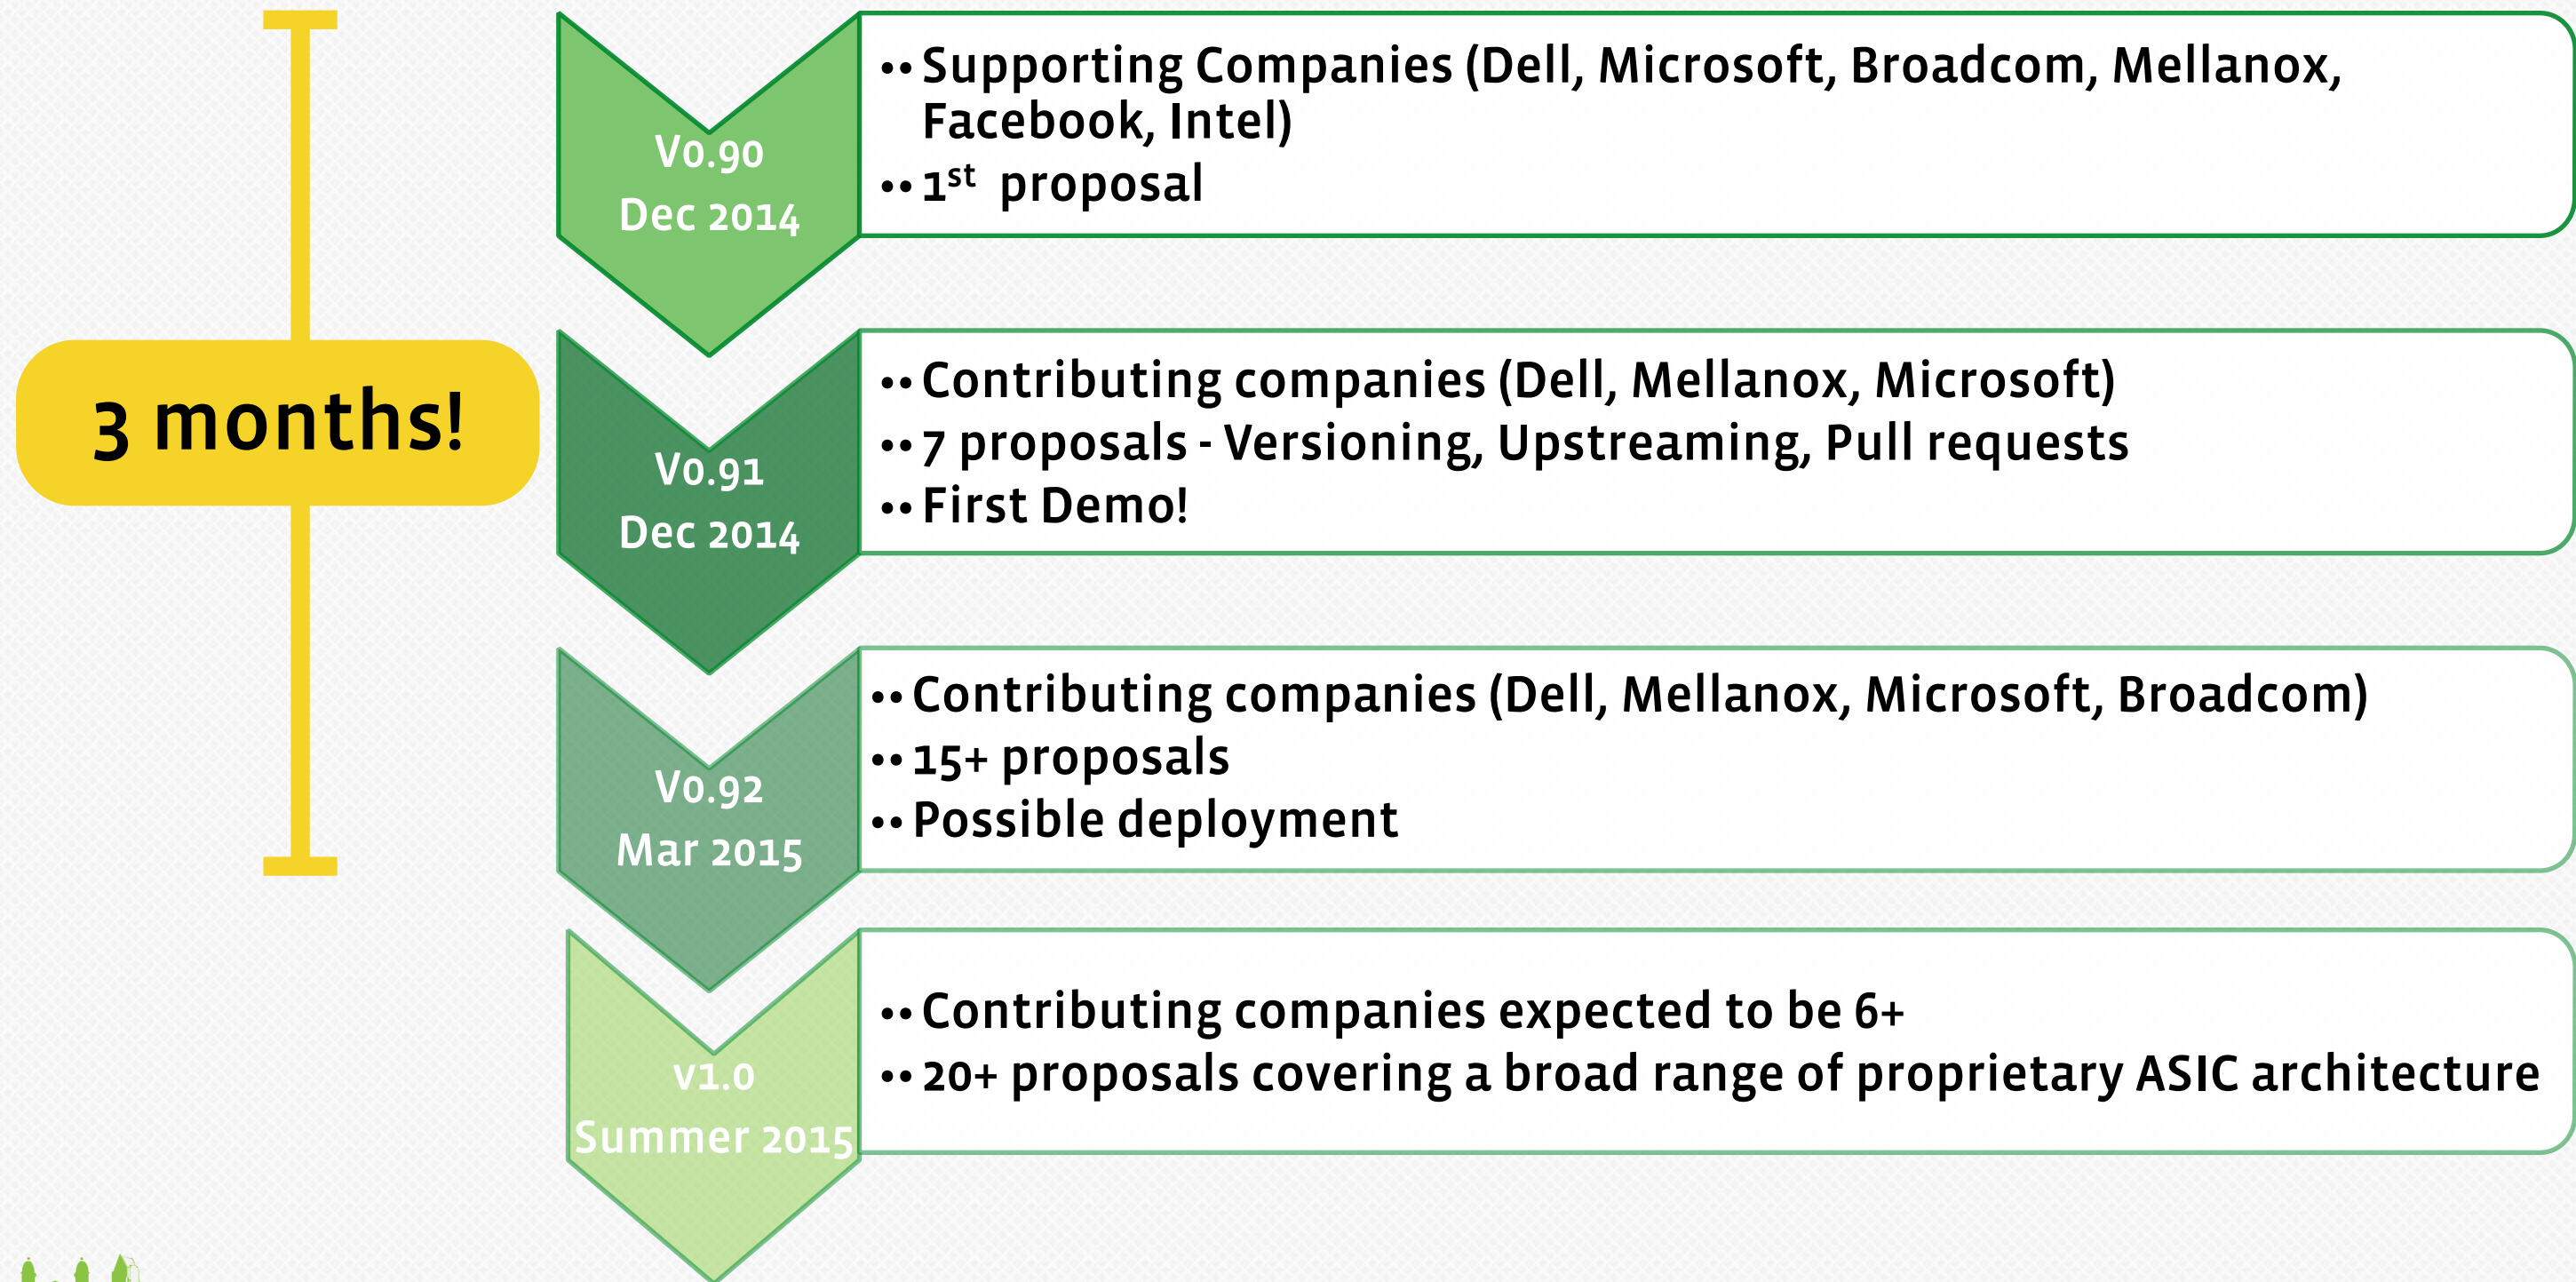 3 months!
V0.90
Dec 2014
•• Supporting Companies (Dell, Microsoft, Broadcom, Mellanox,
Facebook, Intel)
•• 1st proposal
V0.91
Dec 2014
•• Contributing companies (Dell, Mellanox, Microsoft)
•• 7 proposals - Versioning, Upstreaming, Pull requests
•• First Demo!
V0.92
Mar 2015
•• Contributing companies (Dell, Mellanox, Microsoft, Broadcom)
•• 15+ proposals
•• Possible deployment
v1.0
Summer 2015
•• Contributing companies expected to be 6+
•• 20+ proposals covering a broad range of proprietary ASIC architecture